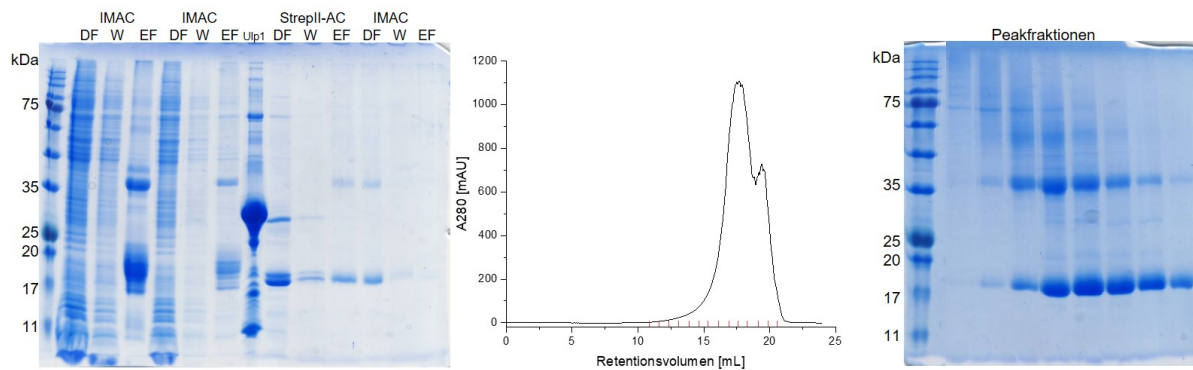 IMAC IMAC StrepII-AC IMAC
DF W EF DF W EF Ulp1 DF W EF DF W EF
kDa
75
35
25
20
17
11
1200
1000
800
600
400
200
0
A280 [mAU]
0 5 10 15 20 25
Retentionsvolumen [mL]
Peakfraktionen
kDa
75
35
25
20
17
11